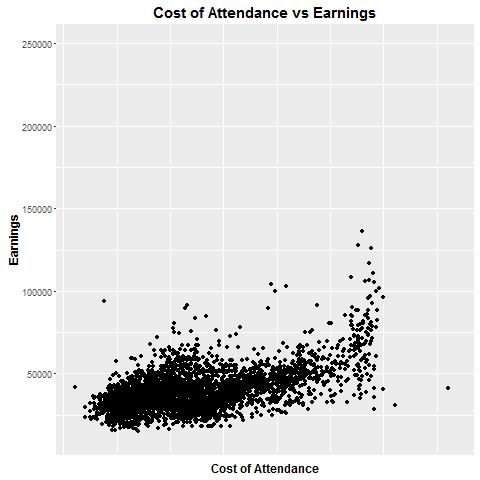 Cost of Attendance vs Earnings
250000
200000
150000
100000
50000
Earnings
Cost of Attendance